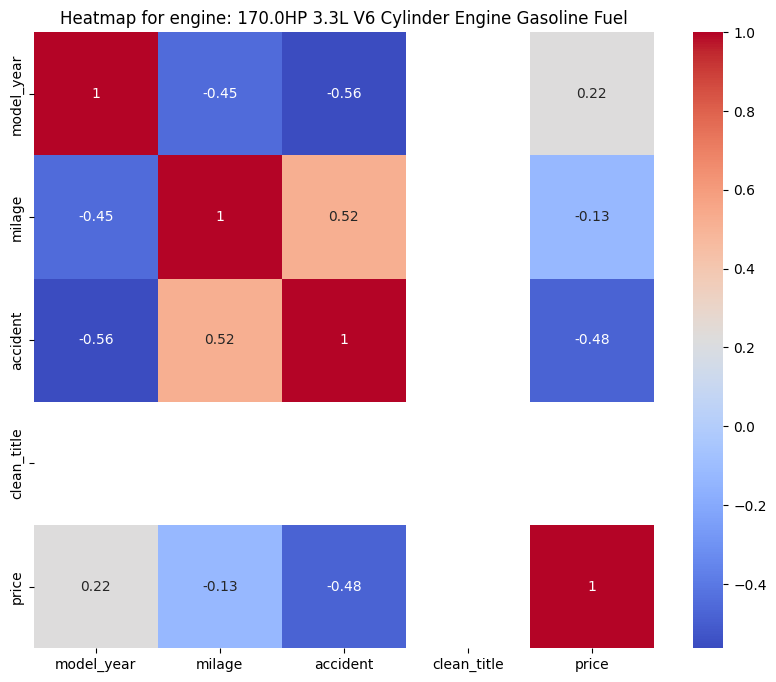 Heatmap for engine: 170.0HP 3.3L V6 Cylinder Engine Gasoline Fuel
model_year 1 -0.45 -0.56 0.22
milage -0.45 1 0.52 -0.13
accident -0.56 0.52 1 -0.48
clean_title
price 0.22 -0.13 -0.48 1
model_year milage accident clean_title price
1.0
0.8
0.6
0.4
0.2
0.0
−0.2
−0.4